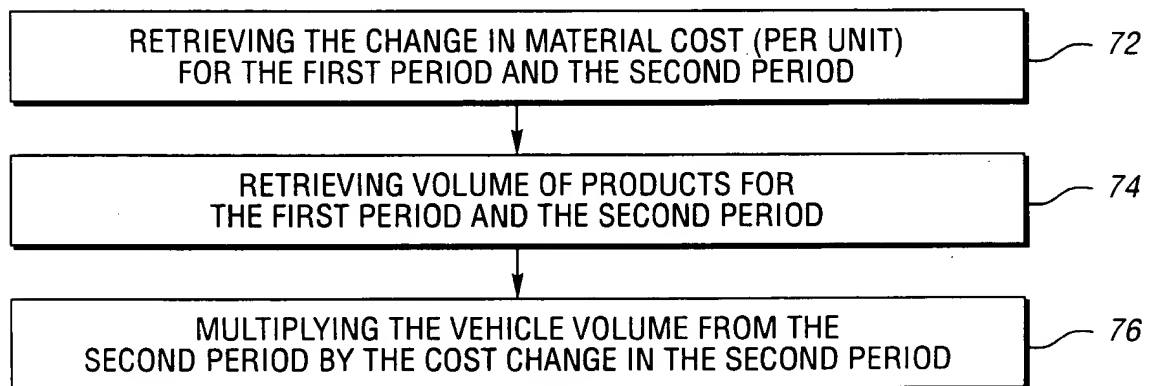 RETRIEVING THE CHANGE IN MATERIAL COST (PER UNIT)
FOR THE FIRST PERIOD AND THE SECOND PERIOD
72
RETRIEVING VOLUME OF PRODUCTS FOR
THE FIRST PERIOD AND THE SECOND PERIOD
74
MULTIPLYING THE VEHICLE VOLUME FROM THE
SECOND PERIOD BY THE COST CHANGE IN THE SECOND PERIOD
76